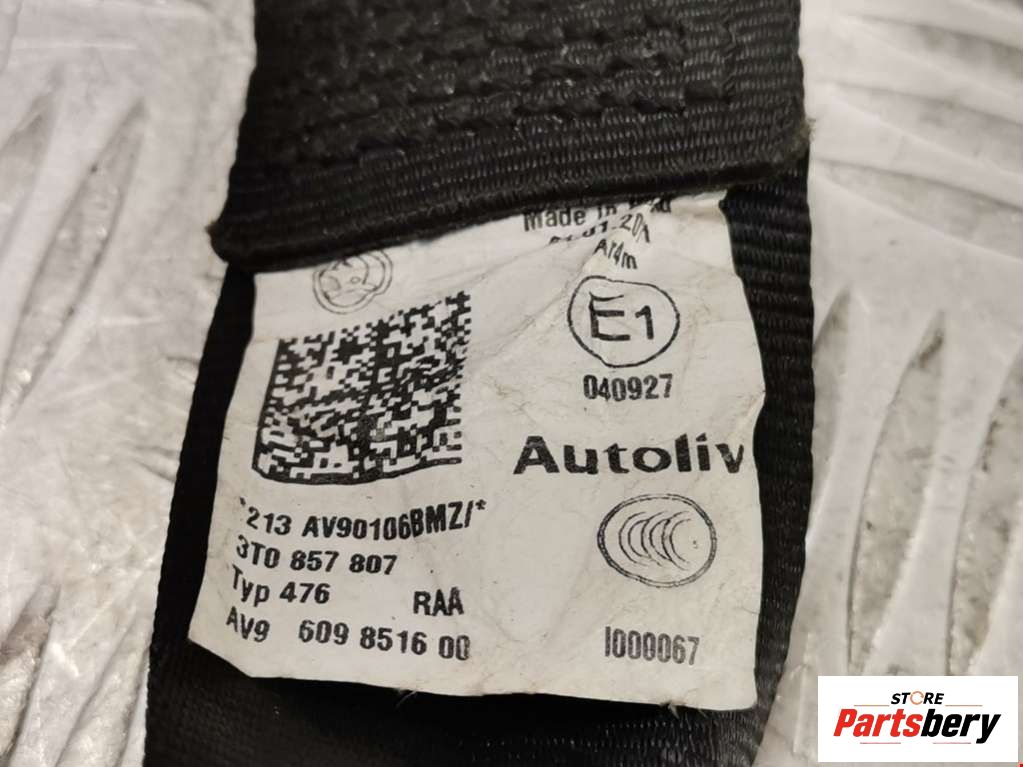 Made in
Ar4m
E1
040927
Autoliv
*213 AV90106BMZ/*
3T0 857 807
Typ 476 RAA
AV9 609 8516 00
I000067
STORE
Partsbery